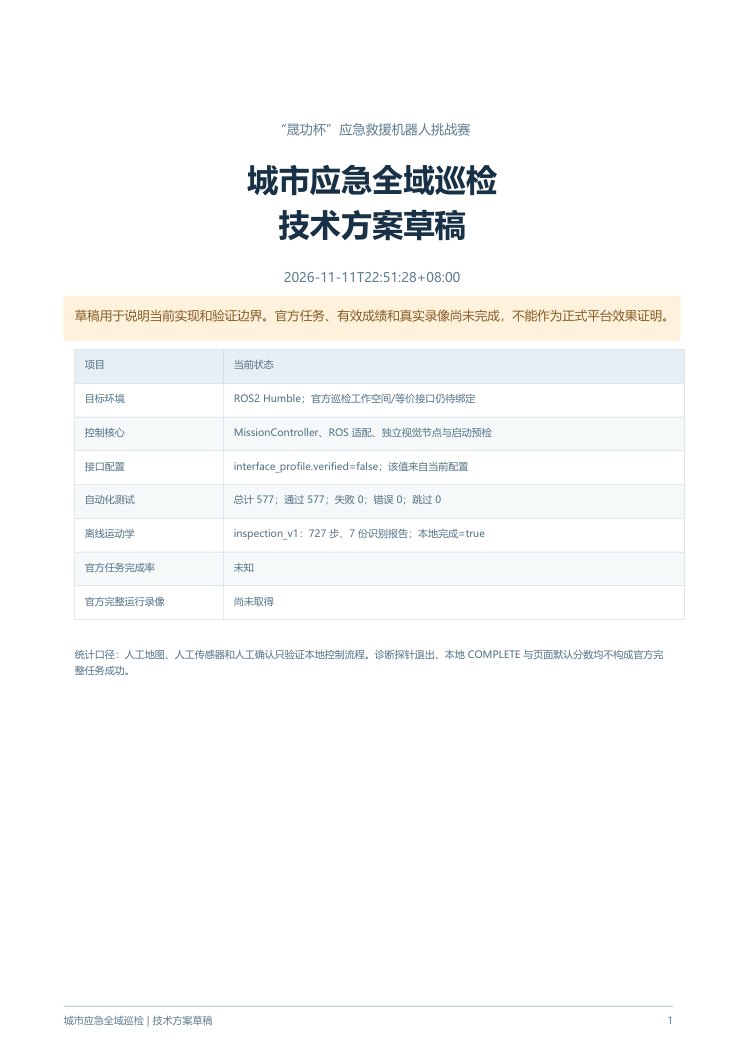 “晟功杯”应急救援机器人挑战赛
城市应急全域巡检
技术方案草稿
2026-11-11T22:51:28+08:00
草稿用于说明当前实现和验证边界。官方任务、有效成绩和真实录像尚未完成，不能作为正式平台效果证明。
项目 当前状态
目标环境 ROS2 Humble；官方巡检工作空间/等价接口仍待绑定
控制核心 MissionController、ROS 适配、独立视觉节点与启动预检
接口配置 interface_profile.verified=false；该值来自当前配置
自动化测试 总计 577；通过 577；失败 0；错误 0；跳过 0
离线运动学 inspection_v1：727 步、7 份识别报告；本地完成=true
官方任务完成率 未知
官方完整运行录像 尚未取得
统计口径：人工地图、人工传感器和人工确认只验证本地控制流程。诊断探针退出、本地 COMPLETE 与页面默认分数均不构成官方完
整任务成功。
城市应急全域巡检 | 技术方案草稿 1